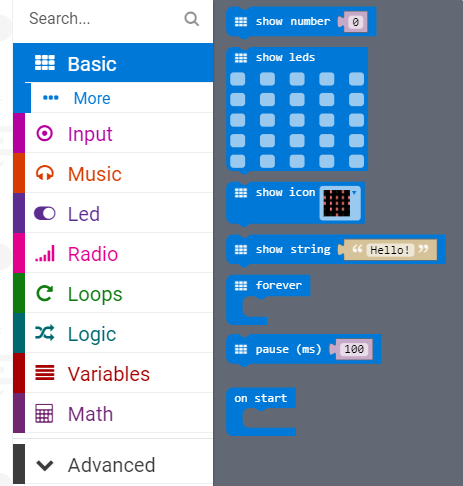 Search...
Basic
More
Input
Music
Led
Radio
Loops
Logic
Variables
Math
Advanced
show number 0
show leds
show icon
show string “ Hello! ”
forever
pause (ms) 100
on start